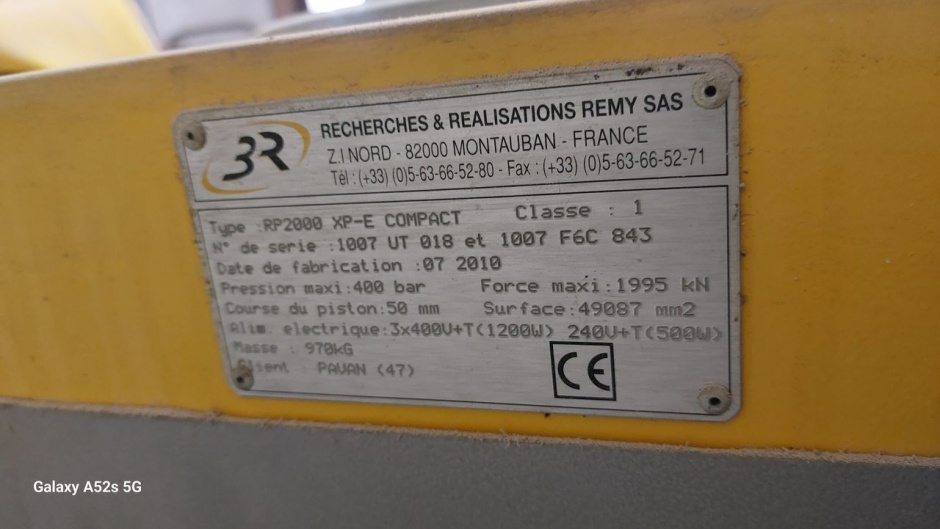 3R
RECHERCHES & REALISATIONS REMY SAS
Z.I NORD - 82000 MONTAUBAN - FRANCE
Tèl : (+33) (0)5-63-66-52-80 - Fax : (+33) (0)5-63-66-52-71
Type :RP2000 XP-E COMPACT Classe : 1
N° de serie :1007 UT 018 et 1007 F6C 843
Date de fabrication :07 2010
Pression maxi:400 bar Force maxi:1995 kN
Course du piston:50 mm Surface:49087 mm2
Alim. electrique:3x400V+T(1200W) 240V+T(500W)
Masse : 970kG
Client : PAVAN (47)
CE
Galaxy A52s 5G